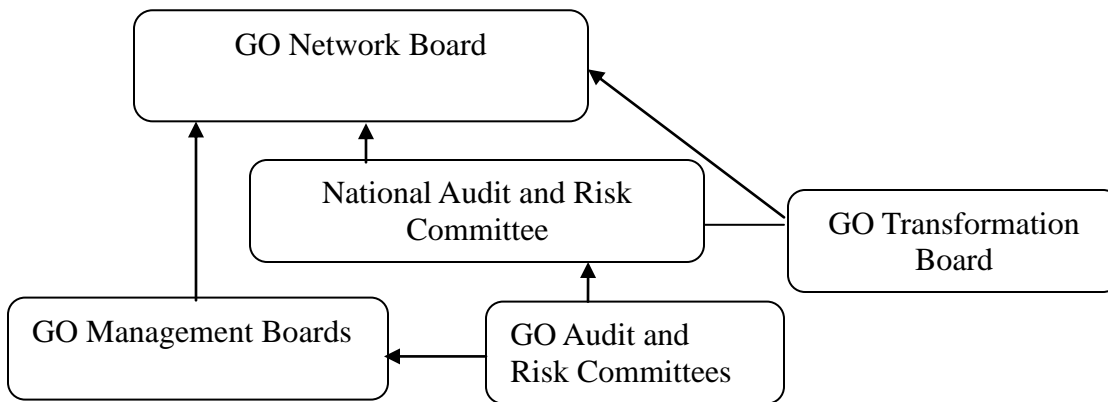 GO Network Board
National Audit and Risk
Committee
GO Transformation
Board
GO Management Boards
GO Audit and
Risk Committees